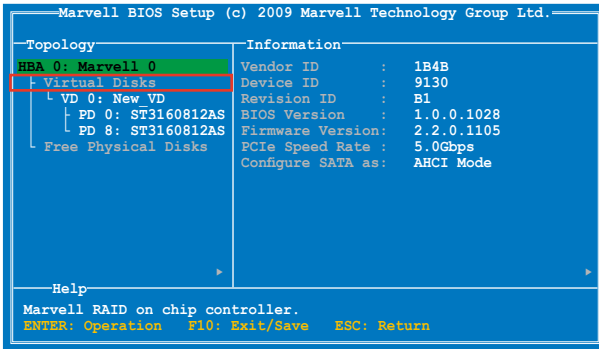 Marvell BIOS Setup (c) 2009 Marvell Technology Group Ltd.
Topology
HBA 0: Marvell 0
Virtual Disks
VD 0: New_VD
PD 0: ST3160812AS
PD 8: ST3160812AS
Free Physical Disks
Information
Vendor ID : 1B4B
Device ID : 9130
Revision ID : B1
BIOS Version : 1.0.0.1028
Firmware Version: 2.2.0.1105
PCIe Speed Rate : 5.0Gbps
Configure SATA as: AHCI Mode
Help
Marvell RAID on chip controller.
ENTER: Operation F10: Exit/Save ESC: Return